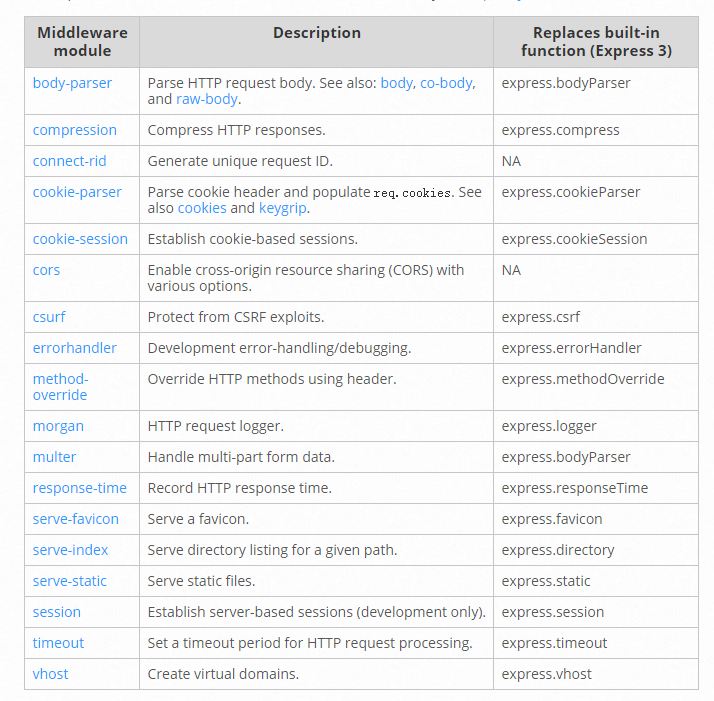 Middleware module Description Replaces built-in function (Express 3)
body-parser Parse HTTP request body. See also: body, co-body, and raw-body. express.bodyParser
compression Compress HTTP responses. express.compress
connect-rid Generate unique request ID. NA
cookie-parser Parse cookie header and populate req.cookies. See also cookies and keygrip. express.cookieParser
cookie-session Establish cookie-based sessions. express.cookieSession
cors Enable cross-origin resource sharing (CORS) with various options. NA
csurf Protect from CSRF exploits. express.csrf
errorhandler Development error-handling/debugging. express.errorHandler
method-override Override HTTP methods using header. express.methodOverride
morgan HTTP request logger. express.logger
multer Handle multi-part form data. express.bodyParser
response-time Record HTTP response time. express.responseTime
serve-favicon Serve a favicon. express.favicon
serve-index Serve directory listing for a given path. express.directory
serve-static Serve static files. express.static
session Establish server-based sessions (development only). express.session
timeout Set a timeout period for HTTP request processing. express.timeout
vhost Create virtual domains. express.vhost